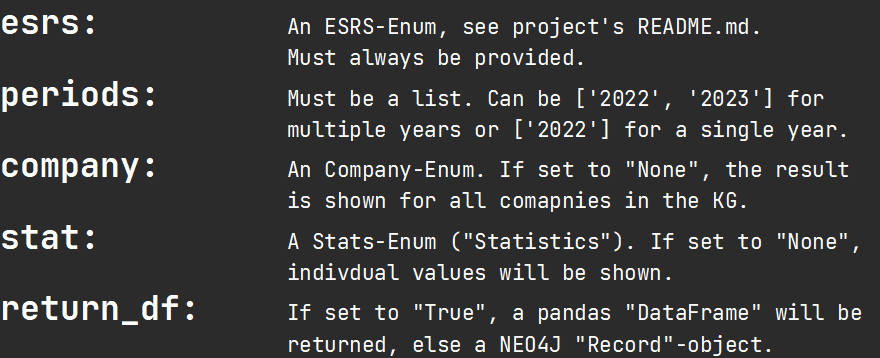 esrs: An ESRS-Enum, see project's README.md.
Must always be provided.
periods: Must be a list. Can be ['2022', '2023'] for
multiple years or ['2022'] for a single year.
company: An Company-Enum. If set to "None", the result
is shown for all comapnies in the KG.
stat: A Stats-Enum ("Statistics"). If set to "None",
indivdual values will be shown.
return_df: If set to "True", a pandas "DataFrame" will be
returned, else a NEO4J "Record"-object.